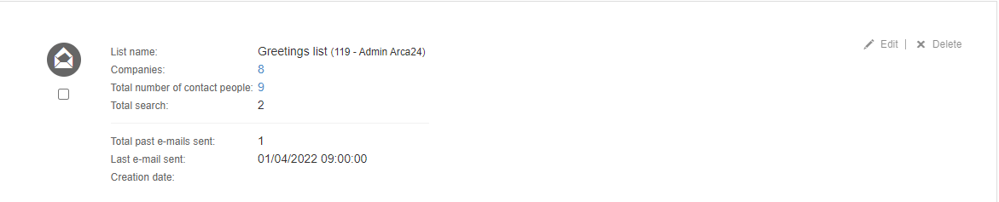 List name: Greetings list (119 - Admin Arca24) Edit | Delete
Companies: 8
Total number of contact people: 9
Total search: 2
Total past e-mails sent: 1
Last e-mail sent: 01/04/2022 09:00:00
Creation date: